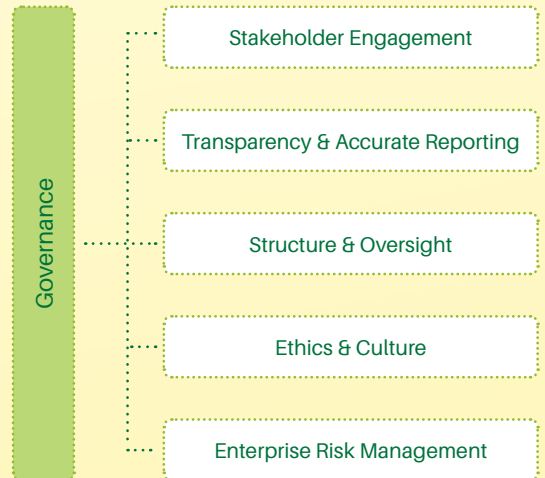 Governance
Stakeholder Engagement
Transparency & Accurate Reporting
Structure & Oversight
Ethics & Culture
Enterprise Risk Management